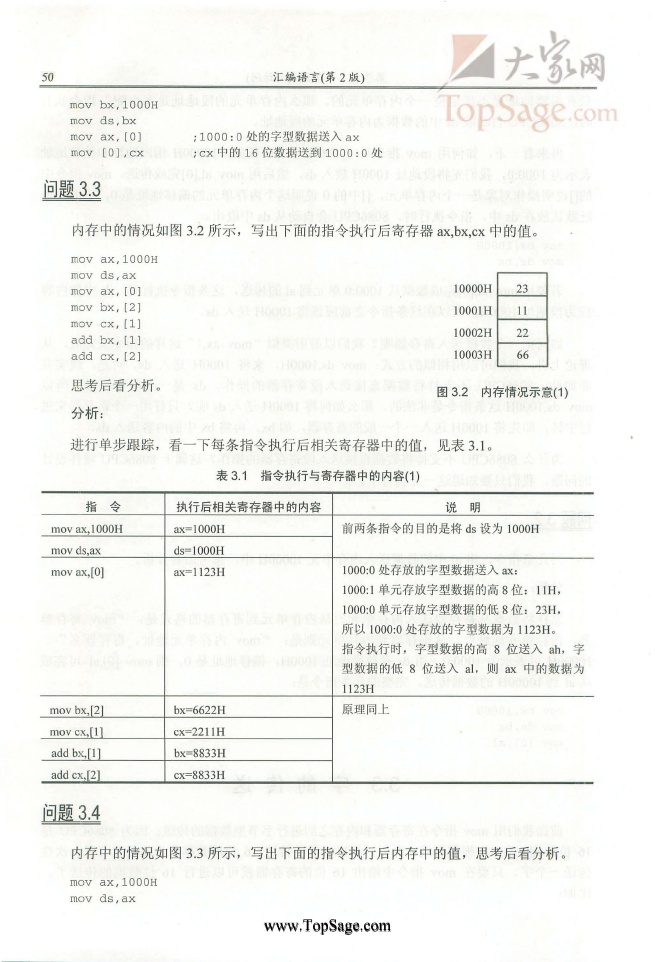 大家网
TopSage.com
50
汇编语言(第 2 版)
mov bx,1000H
mov ds,bx
mov ax,[0] ;1000:0 处的字型数据送入 ax
mov [0],cx ;cx 中的 16 位数据送到 1000:0 处
问题 3.3
内存中的情况如图 3.2 所示，写出下面的指令执行后寄存器 ax,bx,cx 中的值。
mov ax,1000H
mov ds,ax
mov ax,[0]
mov bx,[2]
mov cx,[1]
add bx,[1]
add cx,[2]
10000H 23
10001H 11
10002H 22
10003H 66
图 3.2 内存情况示意(1)
思考后看分析。
分析：
进行单步跟踪，看一下每条指令执行后相关寄存器中的值，见表 3.1。
表 3.1 指令执行与寄存器中的内容(1)
指 令 执行后相关寄存器中的内容 说 明
mov ax,1000H ax=1000H 前两条指令的目的是将 ds 设为 1000H
mov ds,ax ds=1000H
mov ax,[0] ax=1123H 1000:0 处存放的字型数据送入 ax：
1000:1 单元存放字型数据的高 8 位：11H，
1000:0 单元存放字型数据的低 8 位：23H，
所以 1000:0 处存放的字型数据为 1123H。
指令执行时，字型数据的高 8 位送入 ah，字
型数据的低 8 位送入 al，则 ax 中的数据为
1123H
mov bx,[2] bx=6622H 原理同上
mov cx,[1] cx=2211H
add bx,[1] bx=8833H
add cx,[2] cx=8833H
问题 3.4
内存中的情况如图 3.3 所示，写出下面的指令执行后内存中的值，思考后看分析。
mov ax,1000H
mov ds,ax
www.TopSage.com